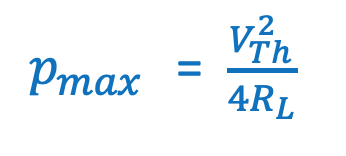 p_max = V_Th^2 / 4R_L